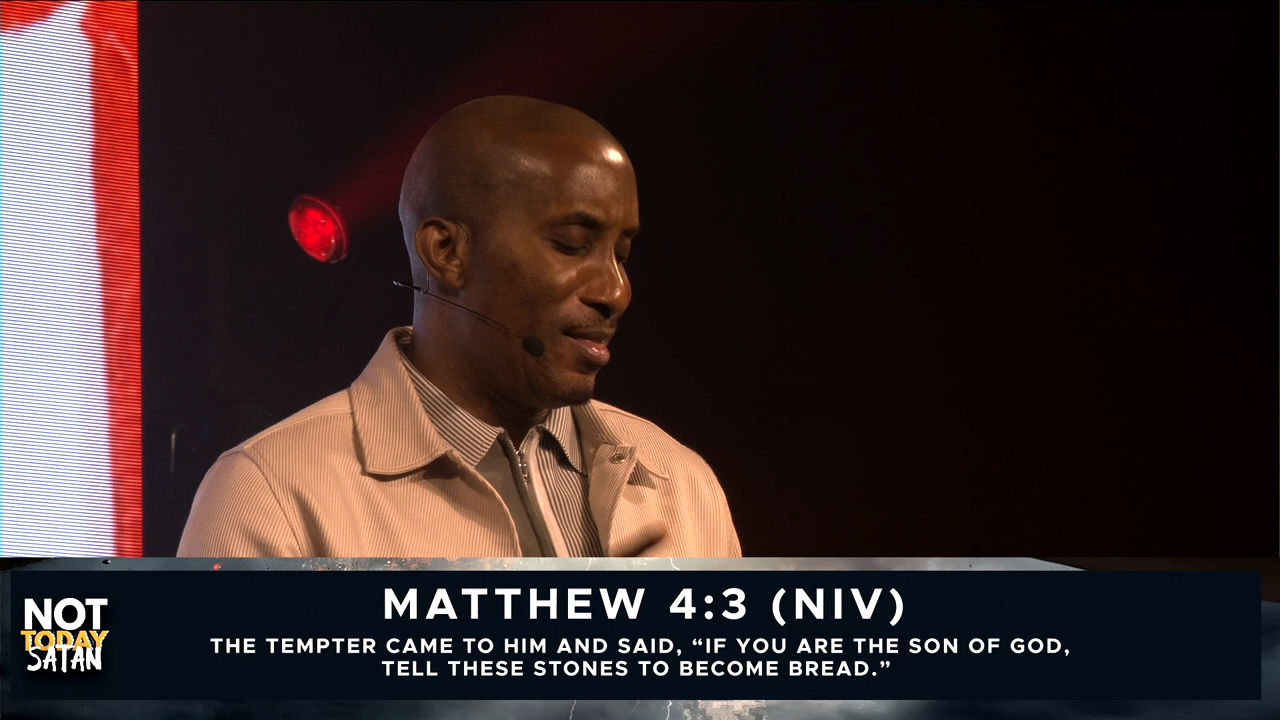 MATTHEW 4:3 (NIV)
NOT
TODAY
SATAN
THE TEMPTER CAME TO HIM AND SAID, “IF YOU ARE THE SON OF GOD,
TELL THESE STONES TO BECOME BREAD.”